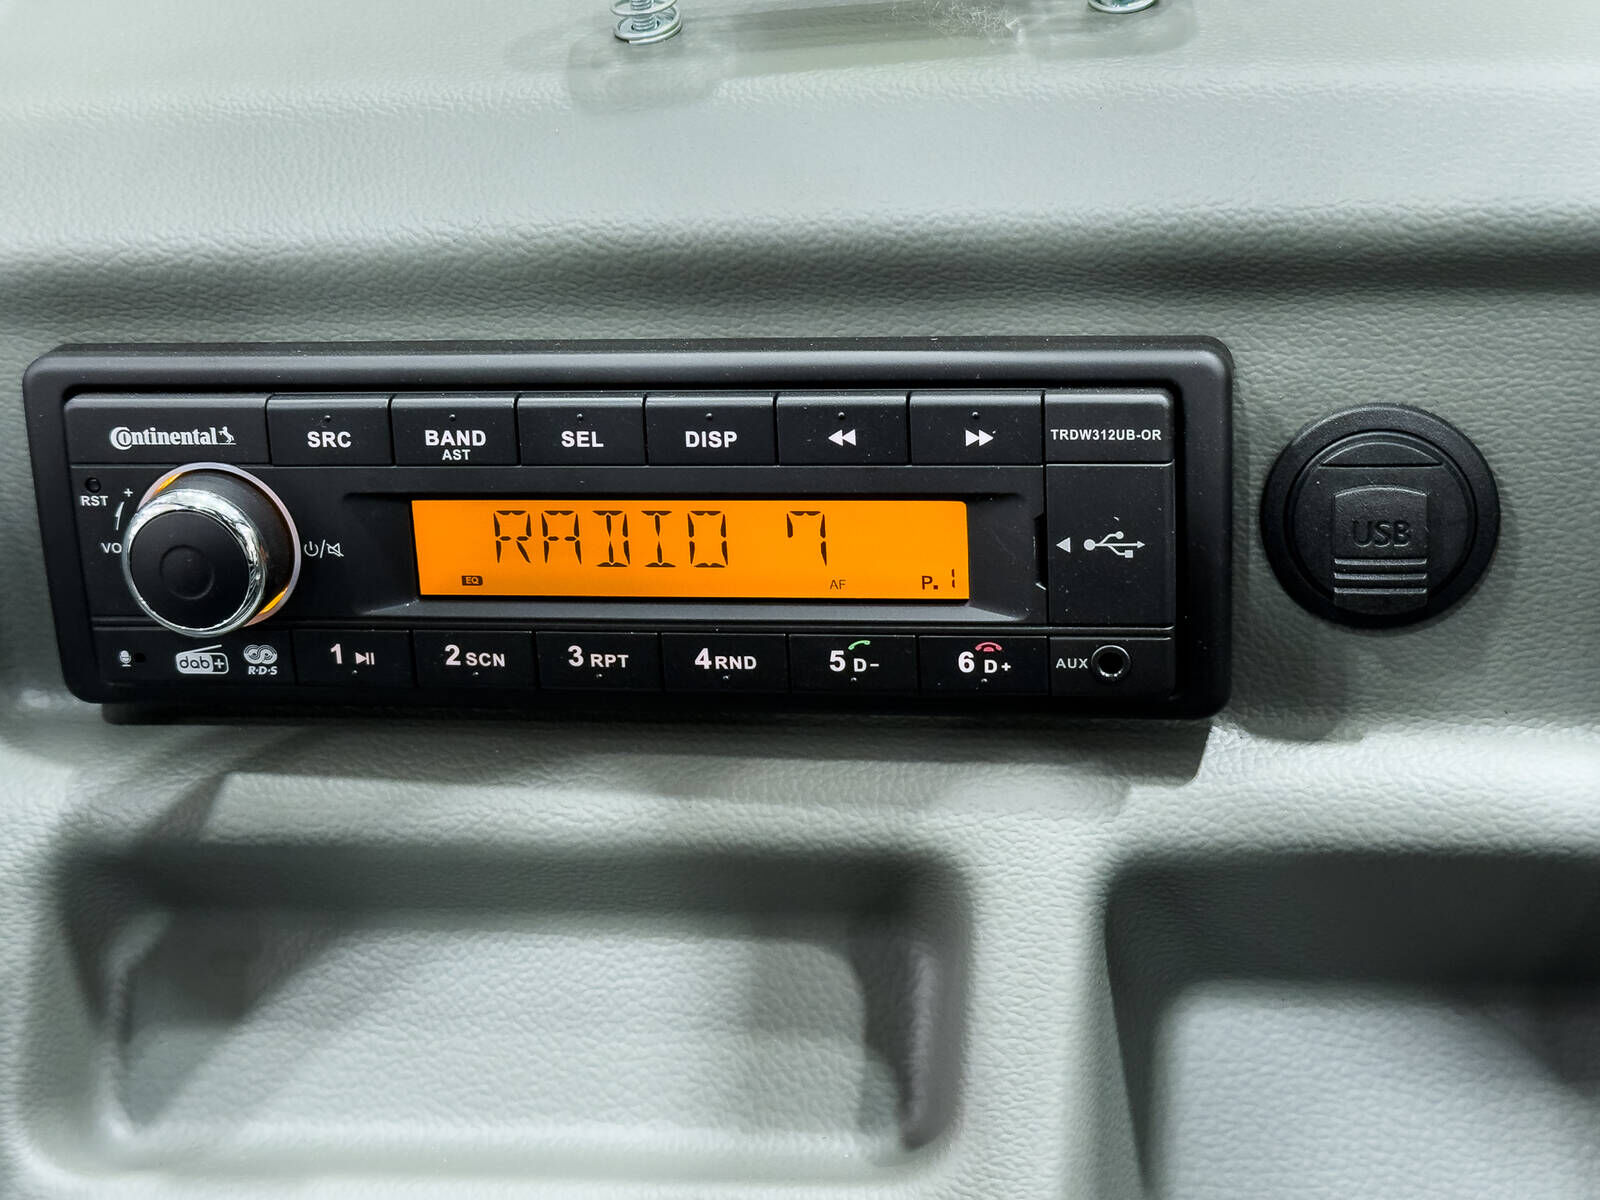 Continental
SRC
BAND
AST
SEL
DISP
TRDW312UB-OR
RST
+
VO
RADIO 7
EQ
AF
P.1
USB
dab+
R·D·S
1
2 SCN
3 RPT
4 RND
5 D-
6 D+
AUX